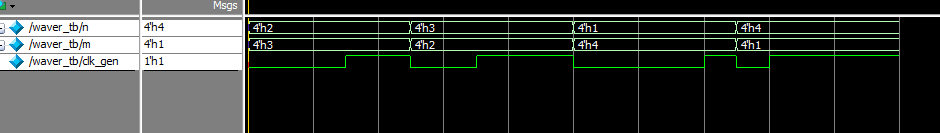 Msgs
/waver_tb/n 4'h4 4'h2 4'h3 4'h1 4'h4
/waver_tb/m 4'h1 4'h3 4'h2 4'h4 4'h1
/waver_tb/clk_gen 1'h1